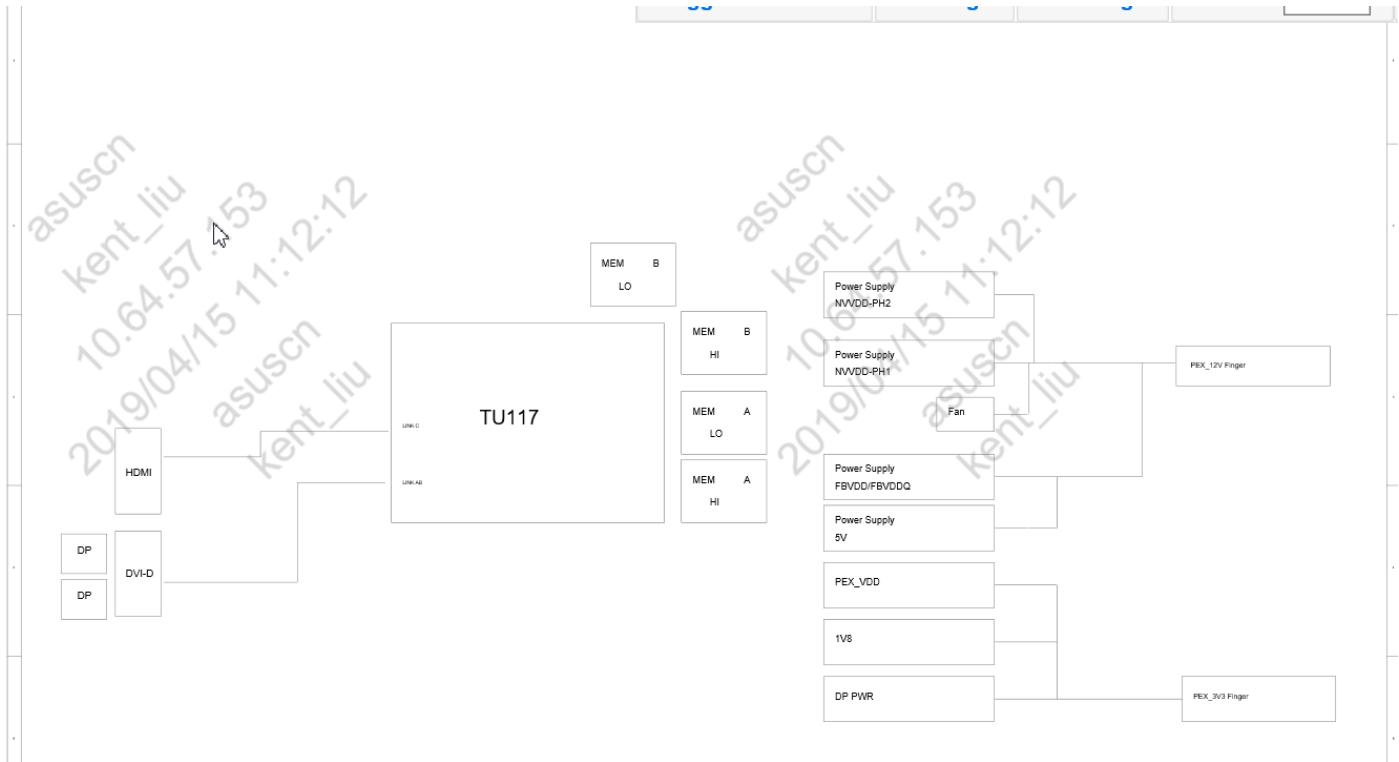 asuscn
kent_liu
10.64.57.153
2019/04/15 11:12:12
asuscn
kent_liu
asuscn
kent_liu
10.64.57.153
2019/04/15 11:12:12
asuscn
kent_liu
MEM B
LO
MEM B
HI
MEM A
LO
MEM A
HI
TU117
LINK C
LINK AB
HDMI
DP
DP
DVI-D
Power Supply
NVVDD-PH2
Power Supply
NVVDD-PH1
Fan
Power Supply
FBVDD/FBVDDQ
Power Supply
5V
PEX_VDD
1V8
DP PWR
PEX_12V Finger
PEX_3V3 Finger